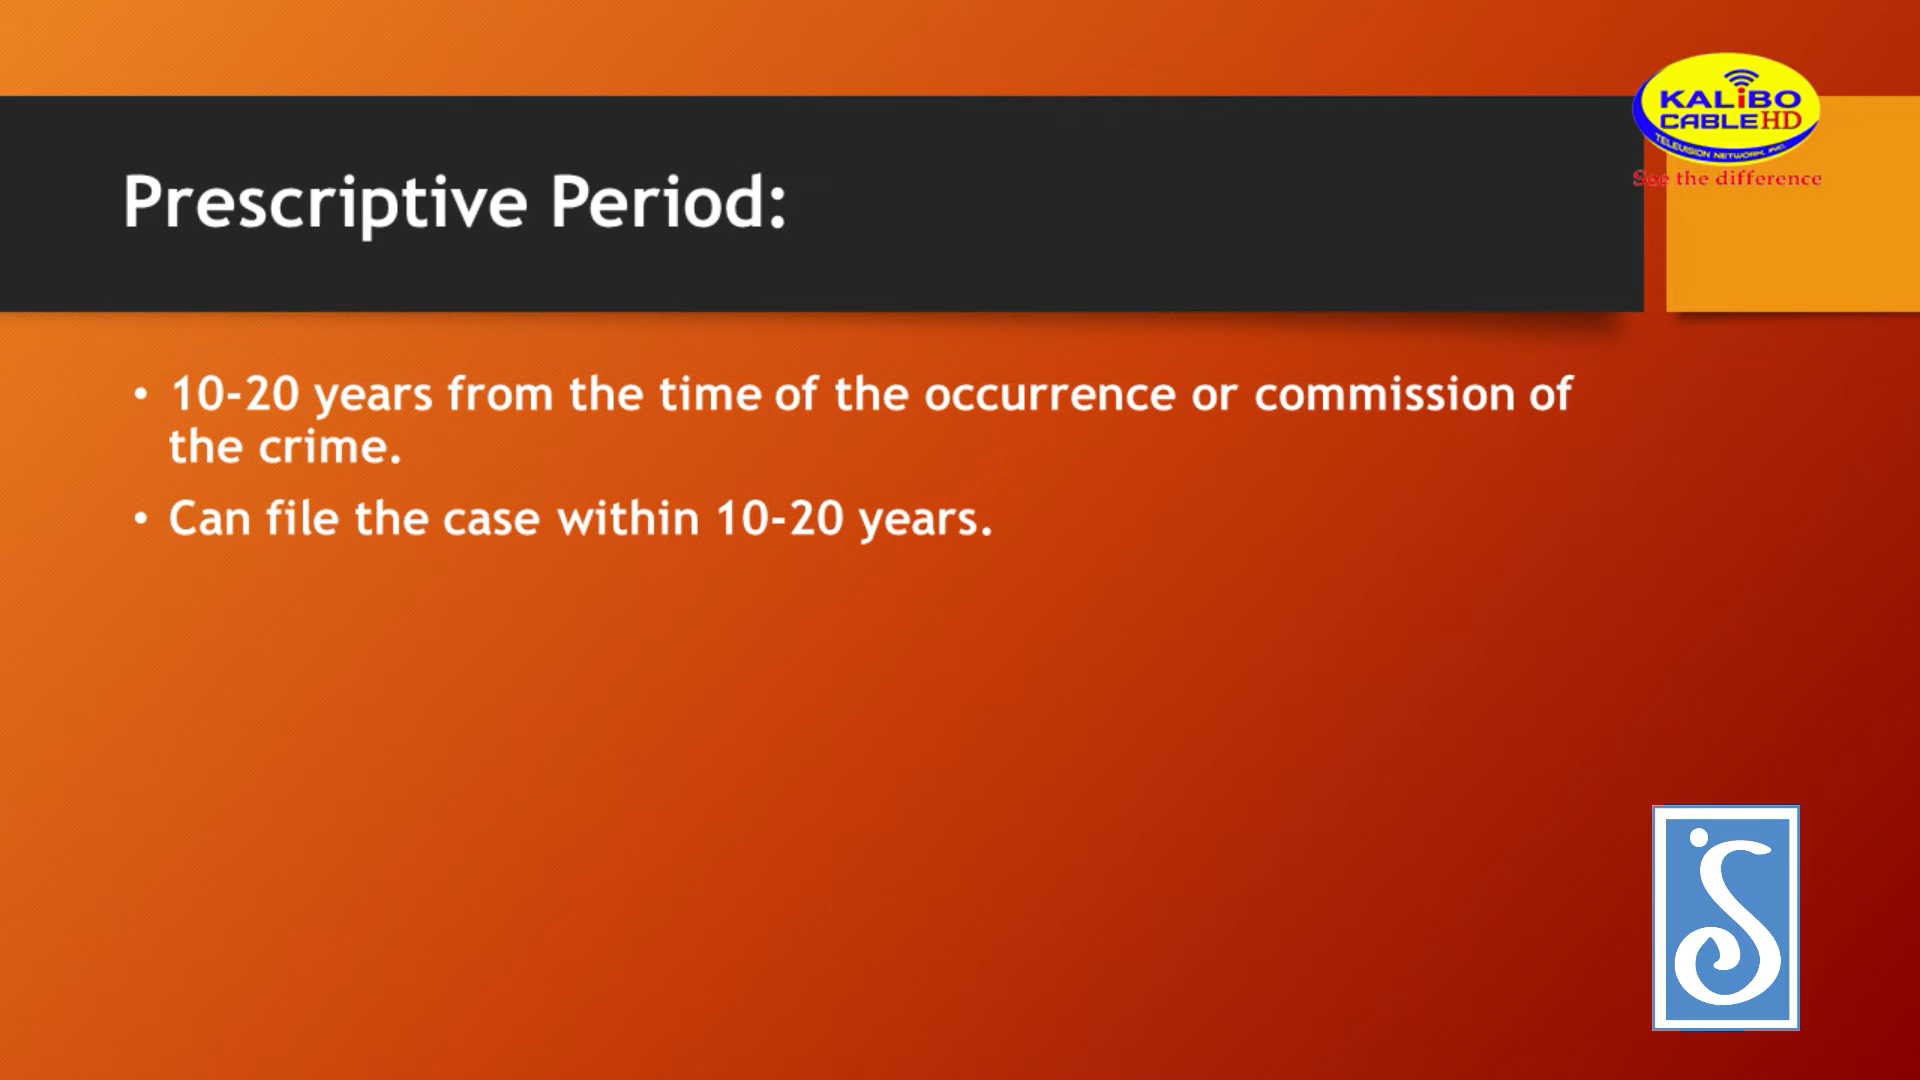 KALiBO
CABLE HD
TELEVISION NETWORK, INC.
See the difference
Prescriptive Period:
• 10-20 years from the time of the occurrence or commission of
the crime.
• Can file the case within 10-20 years.
S